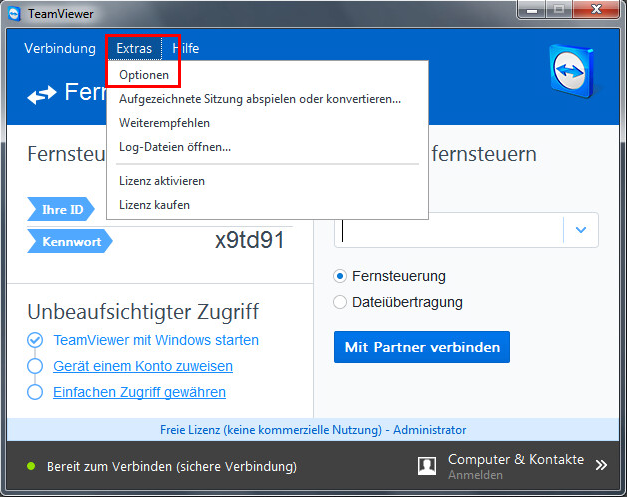 TeamViewer
Verbindung Extras Hilfe
Optionen
Aufgezeichnete Sitzung abspielen oder konvertieren...
Weiterempfehlen
Log-Dateien öffnen...
Lizenz aktivieren
Lizenz kaufen
Fernsteu
Ihre ID
Kennwort x9td91
Unbeaufsichtigter Zugriff
TeamViewer mit Windows starten
Gerät einem Konto zuweisen
Einfachen Zugriff gewähren
fernsteuern
Fernsteuerung
Dateiübertragung
Mit Partner verbinden
Freie Lizenz (keine kommerzielle Nutzung) - Administrator
Bereit zum Verbinden (sichere Verbindung)
Computer & Kontakte
Anmelden